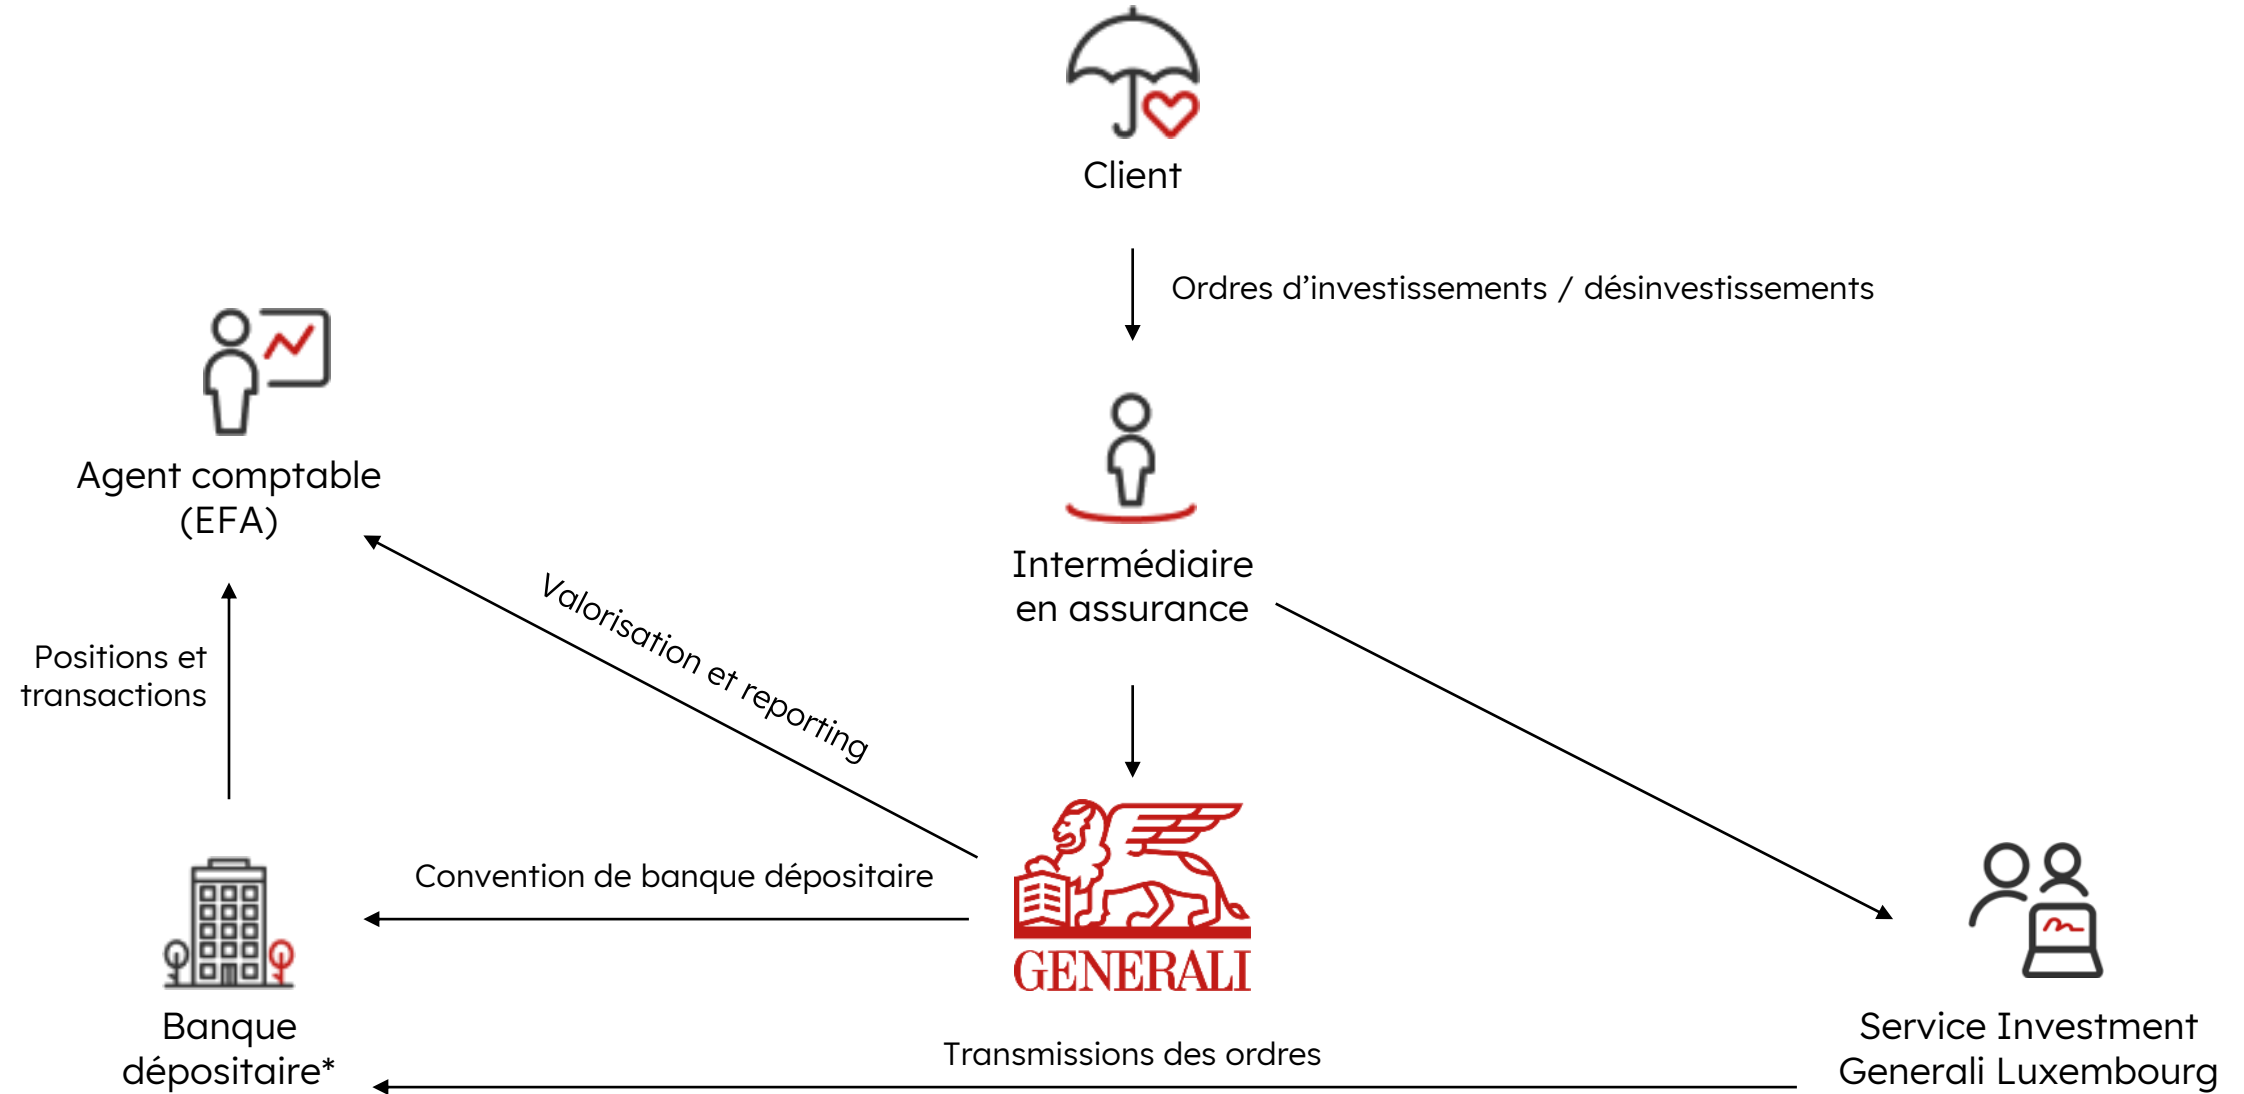 Client
Ordres d’investissements / désinvestissements
Agent comptable
(EFA)
Intermédiaire
en assurance
Valorisation et reporting
Positions et
transactions
Convention de banque dépositaire
GENERALI
Banque
dépositaire*
Transmissions des ordres
Service Investment
Generali Luxembourg